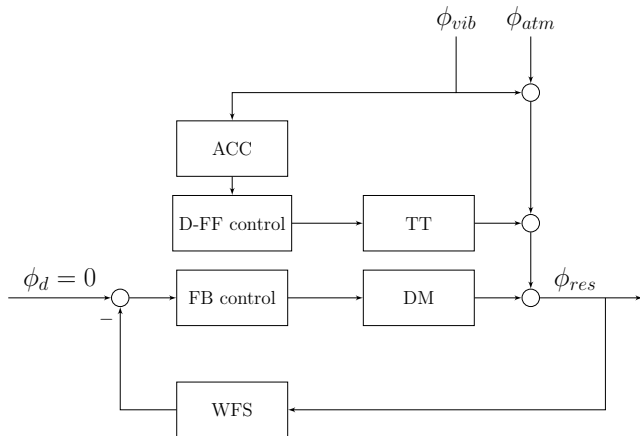 ϕ_vib ϕ_atm
ACC
D-FF control TT
ϕ_d = 0 FB control DM ϕ_res
−
WFS